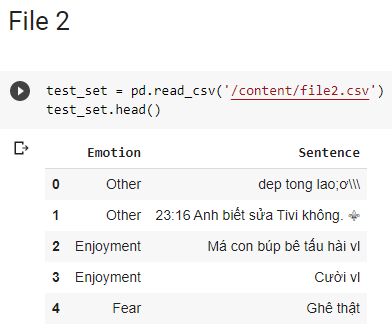 File 2
test_set = pd.read_csv('/content/file2.csv')
test_set.head()
Emotion Sentence
0 Other dep tong lao;ơ\\\
1 Other 23:16 Anh biết sửa Tivi không.
2 Enjoyment Má con búp bê tấu hài vl
3 Enjoyment Cười vl
4 Fear Ghê thật